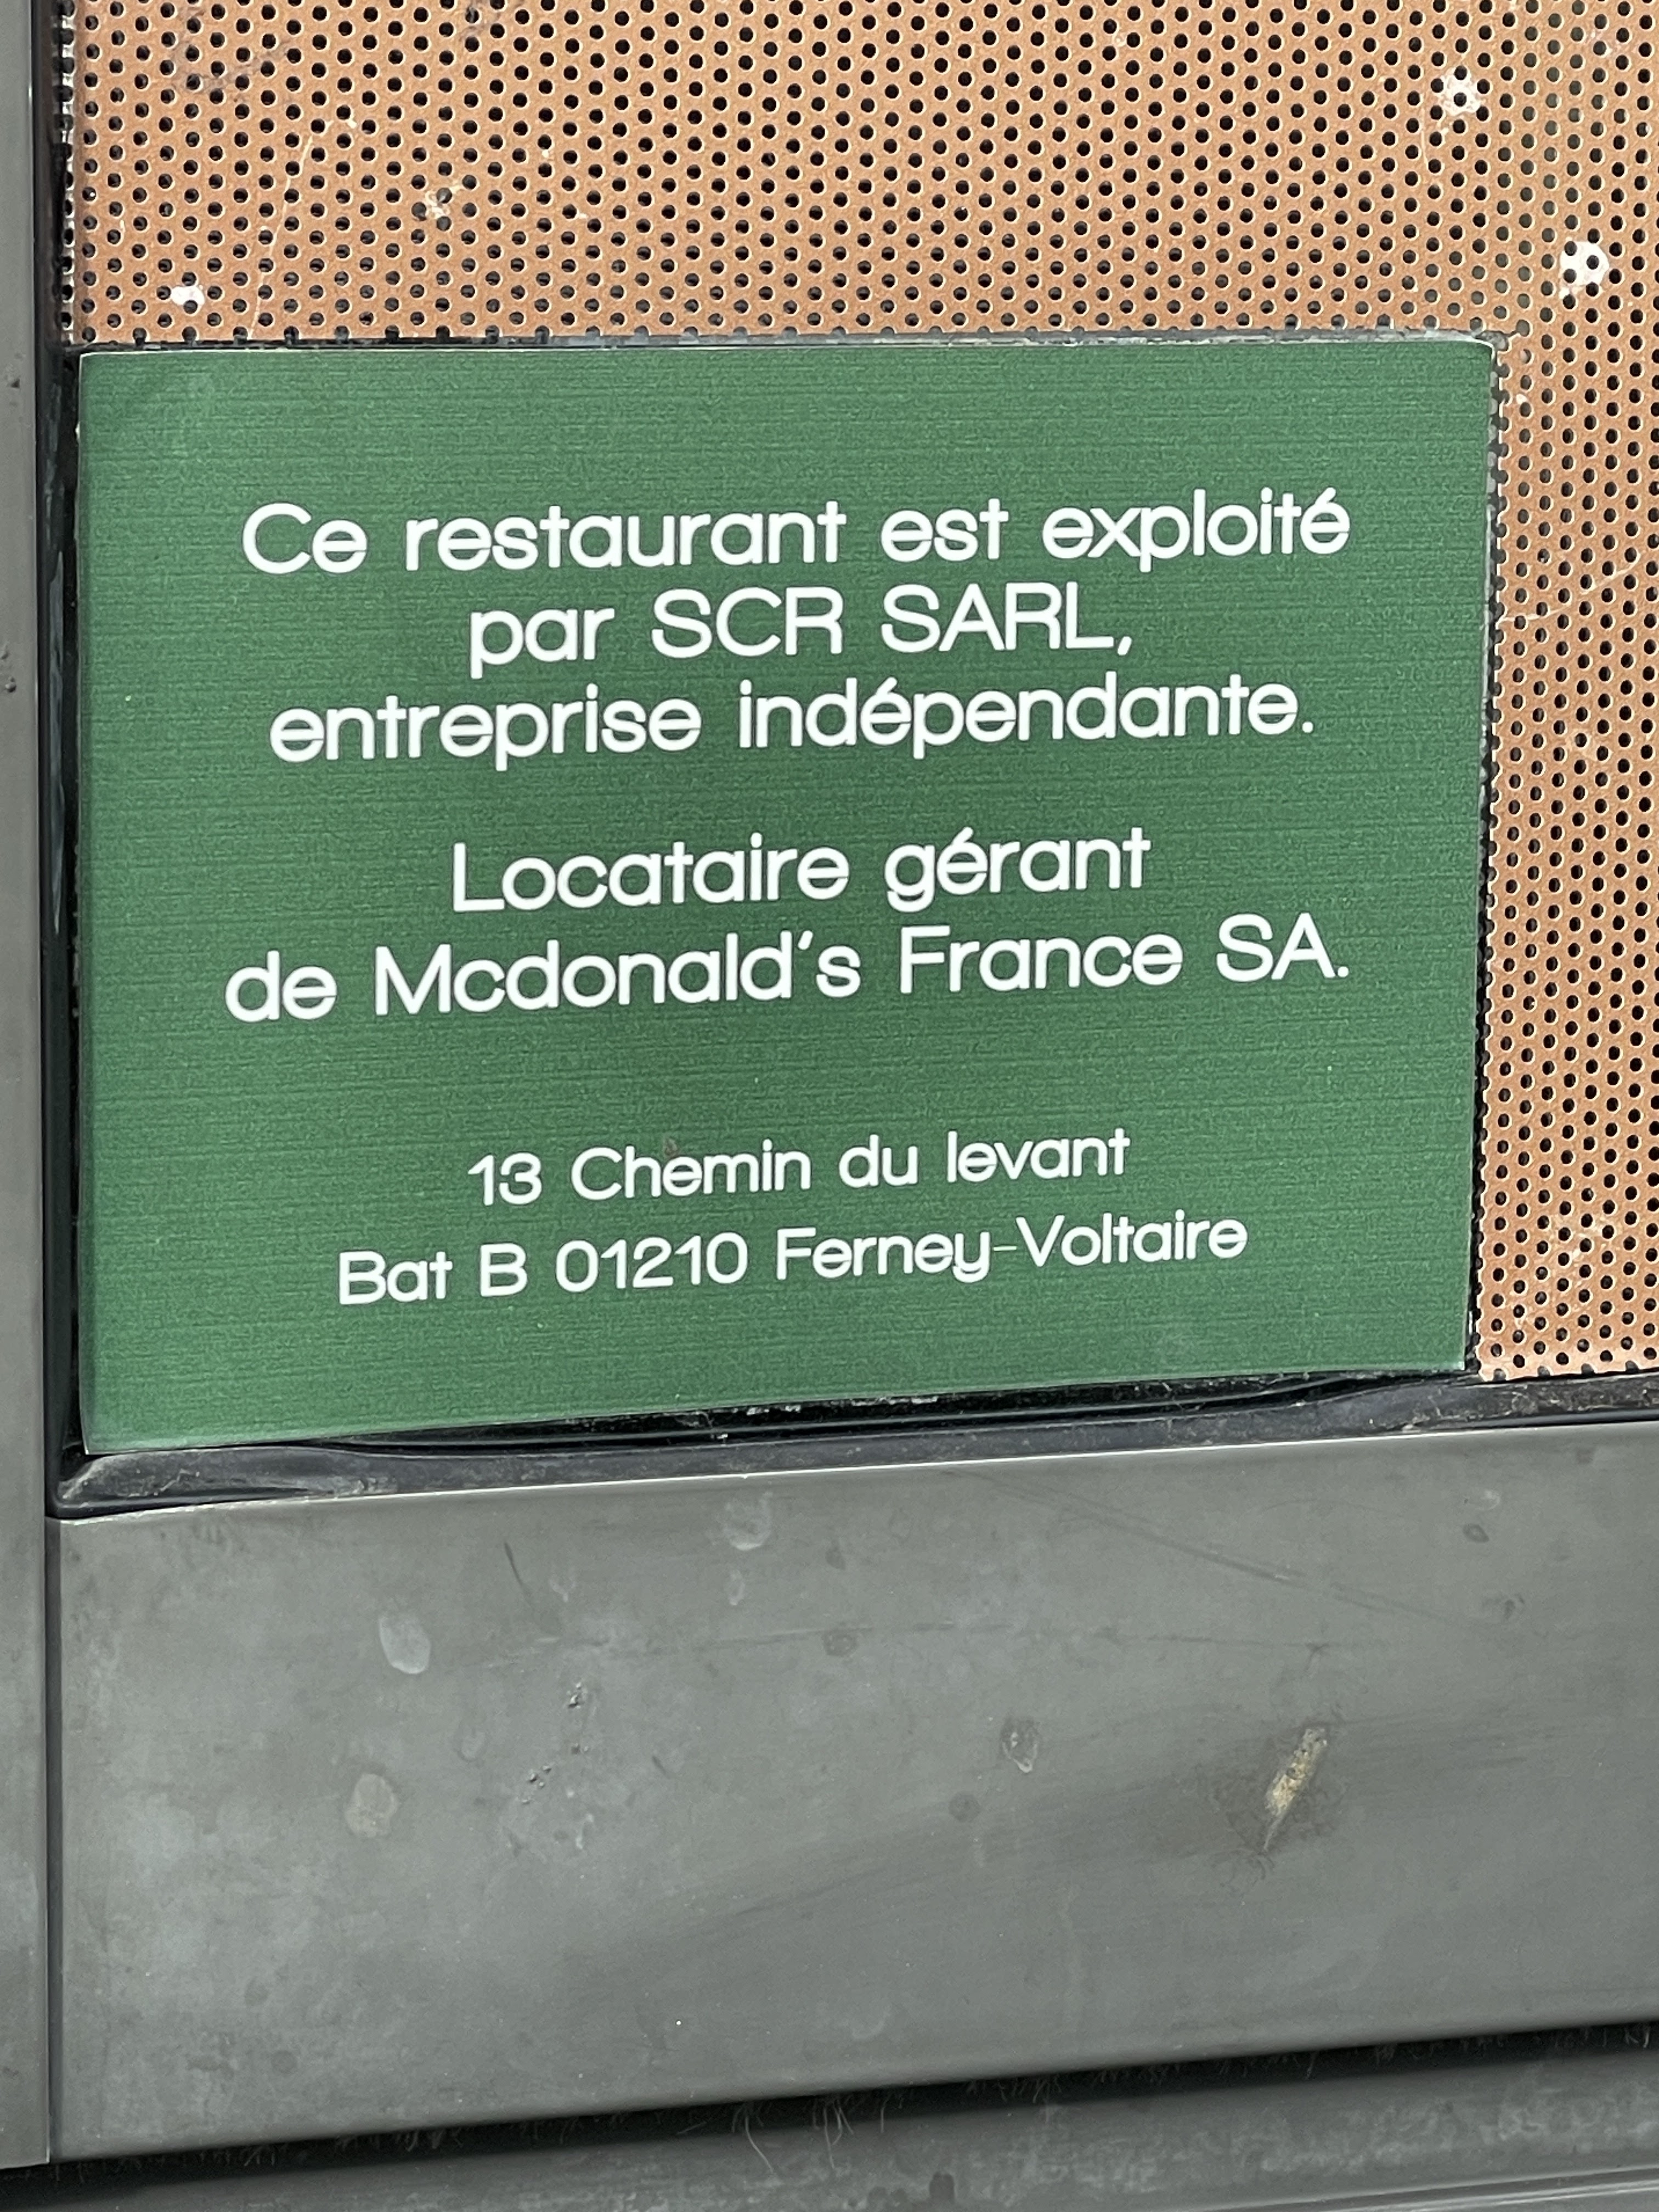 Ce restaurant est exploité
par SCR SARL,
entreprise indépendante.
Locataire gérant
de Mcdonald's France SA.
13 Chemin du levant
Bat B 01210 Ferney-Voltaire